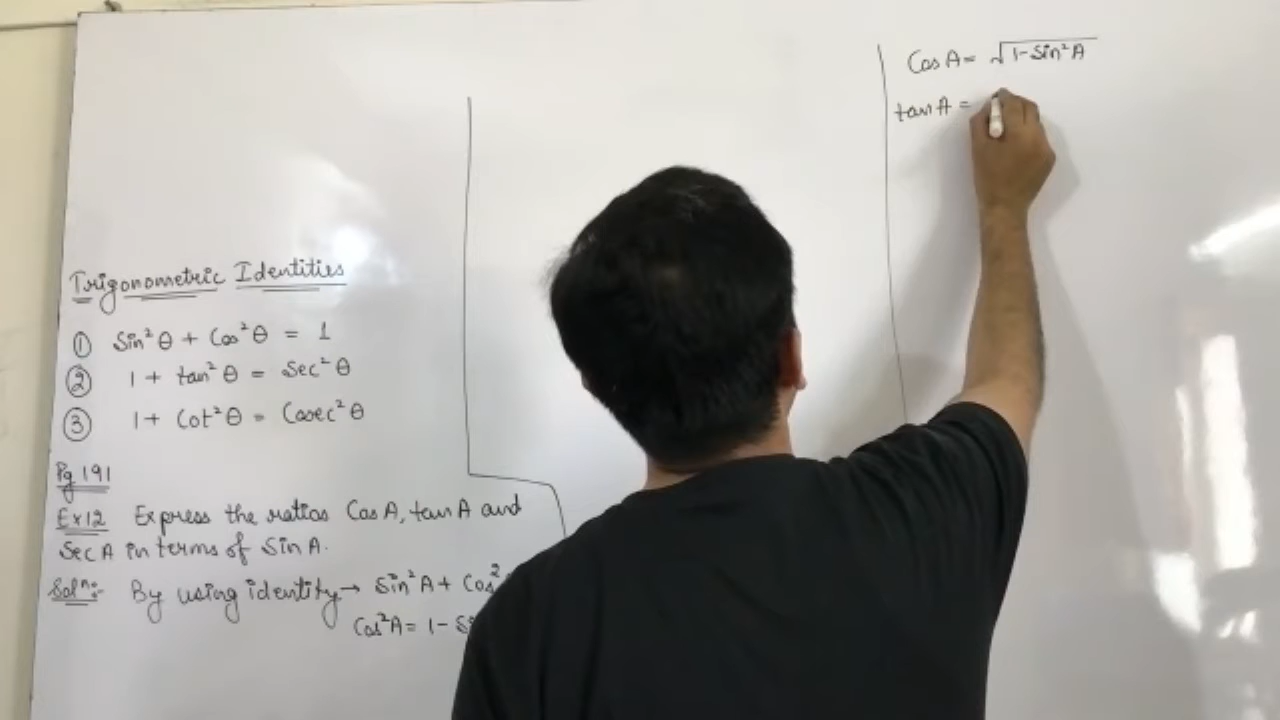 Trigonometric Identities
① Sin²θ + Cos²θ = 1
② 1 + tan²θ = Sec²θ
③ 1 + Cot²θ = Cosec²θ
Pg 191
Ex12 Express the ratios Cos A, tan A and
Sec A in terms of Sin A.
Solⁿ:- By using identity → Sin²A + Cos²
Cos²A = 1 - S
Cos A = √1-Sin²A
tan A =